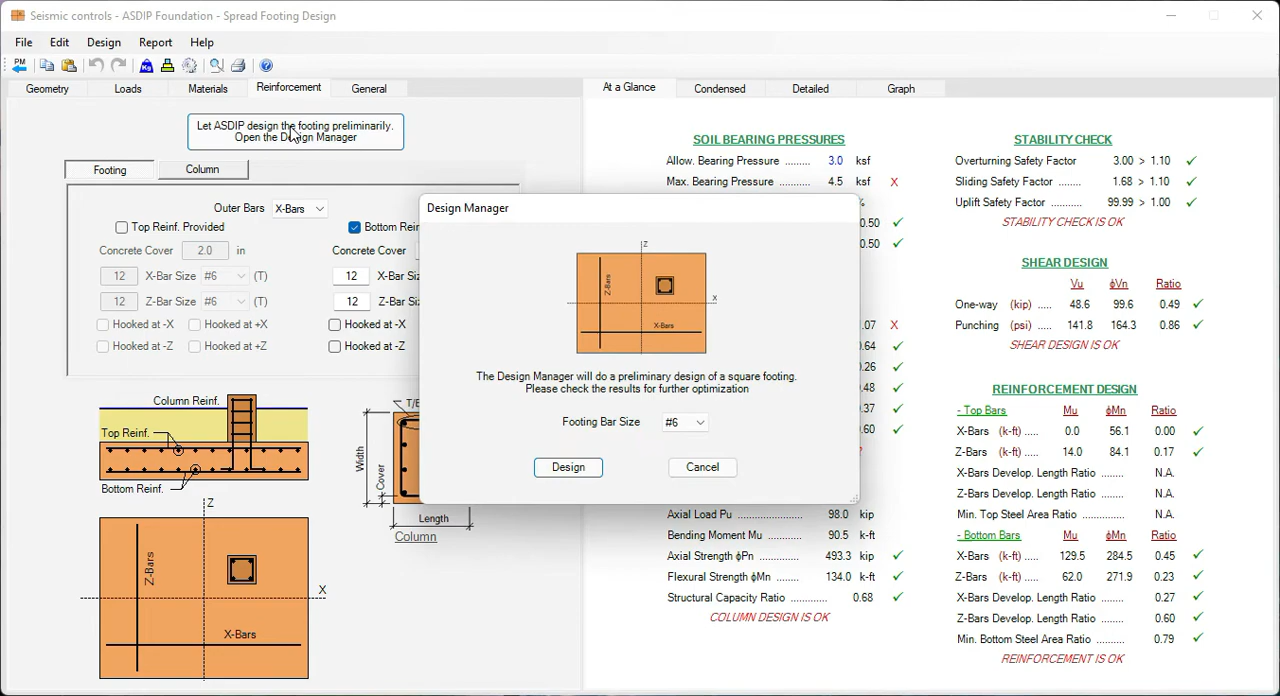 Seismic controls - ASDIP Foundation - Spread Footing Design
File Edit Design Report Help
PM
Kg
Geometry Loads Materials Reinforcement General
At a Glance Condensed Detailed Graph
Let ASDIP design the footing preliminarily.
Open the Design Manager
Footing Column
Outer Bars X-Bars
Top Reinf. Provided
Bottom Rei
Concrete Cover 2.0 in
Concrete Cover
12 X-Bar Size #6 (T)
12 X-Bar Siz
12 Z-Bar Size #6 (T)
12 Z-Bar Siz
Hooked at -X Hooked at +X
Hooked at -X
Hooked at -Z Hooked at +Z
Hooked at -Z
Column Reinf.
Top Reinf.
Bottom Reinf.
T/B
Width
Cover
Length
Column
Z
Z-Bars
X
X-Bars
Design Manager
Z
Z-Bars
X
X-Bars
The Design Manager will do a preliminary design of a square footing.
Please check the results for further optimization
Footing Bar Size #6
Design Cancel
SOIL BEARING PRESSURES
Allow. Bearing Pressure ........ 3.0 ksf
Max. Bearing Pressure ........ 4.5 ksf X
%
0.50 ✓
0.50 ✓
.07 X
0.64 ✓
0.26 ✓
0.48 ✓
0.37 ✓
0.60 ✓
Axial Load Pu ....................... 98.0 kip
Bending Moment Mu ........... 90.5 k-ft
Axial Strength ϕPn ............. 493.3 kip ✓
Flexural Strength ϕMn ....... 134.0 k-ft ✓
Structural Capacity Ratio ............. 0.68 ✓
COLUMN DESIGN IS OK
STABILITY CHECK
Overturning Safety Factor 3.00 > 1.10 ✓
Sliding Safety Factor ........ 1.68 > 1.10 ✓
Uplift Safety Factor ........... 99.99 > 1.00 ✓
STABILITY CHECK IS OK
SHEAR DESIGN
Vu ϕVn Ratio
One-way (kip) ..... 48.6 99.6 0.49 ✓
Punching (psi) ..... 141.8 164.3 0.86 ✓
SHEAR DESIGN IS OK
REINFORCEMENT DESIGN
- Top Bars Mu ϕMn Ratio
X-Bars (k-ft) .... 0.0 56.1 0.00 ✓
Z-Bars (k-ft) ..... 14.0 84.1 0.17 ✓
X-Bars Develop. Length Ratio ....... N.A.
Z-Bars Develop. Length Ratio ....... N.A.
Min. Top Steel Area Ratio ........ N.A.
- Bottom Bars Mu ϕMn Ratio
X-Bars (k-ft) .... 129.5 284.5 0.45 ✓
Z-Bars (k-ft) ..... 62.0 271.9 0.23 ✓
X-Bars Develop. Length Ratio ....... 0.27 ✓
Z-Bars Develop. Length Ratio ....... 0.60 ✓
Min. Bottom Steel Area Ratio ......... 0.79 ✓
REINFORCEMENT IS OK